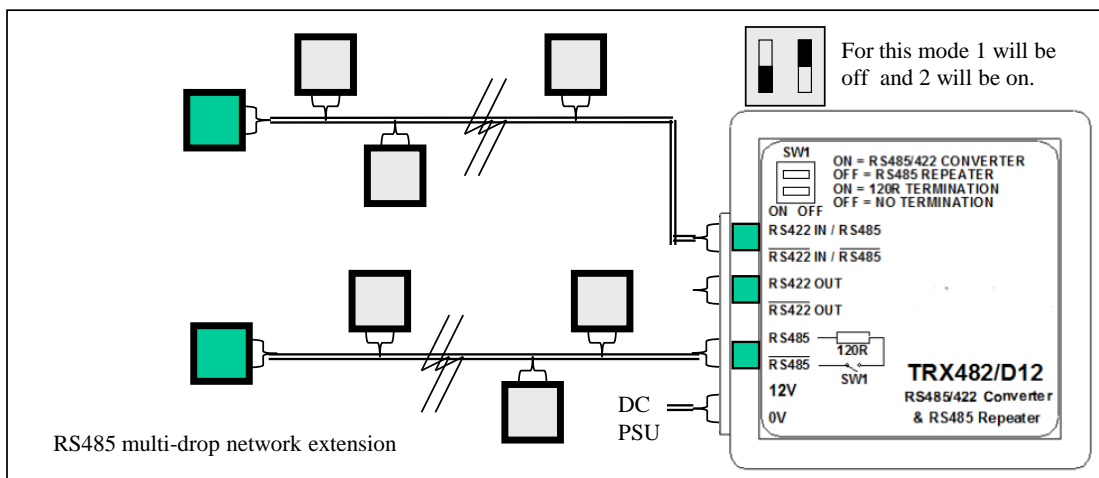 For this mode 1 will be
off and 2 will be on.
SW1
ON = RS485/422 CONVERTER
OFF = RS485 REPEATER
ON = 120R TERMINATION
OFF = NO TERMINATION
ON OFF
RS422 IN / RS485
RS422 IN / RS485
RS422 OUT
RS422 OUT
RS485
120R
RS485
SW1
TRX482/D12
12V
RS485/422 Converter
0V
& RS485 Repeater
DC
PSU
RS485 multi-drop network extension